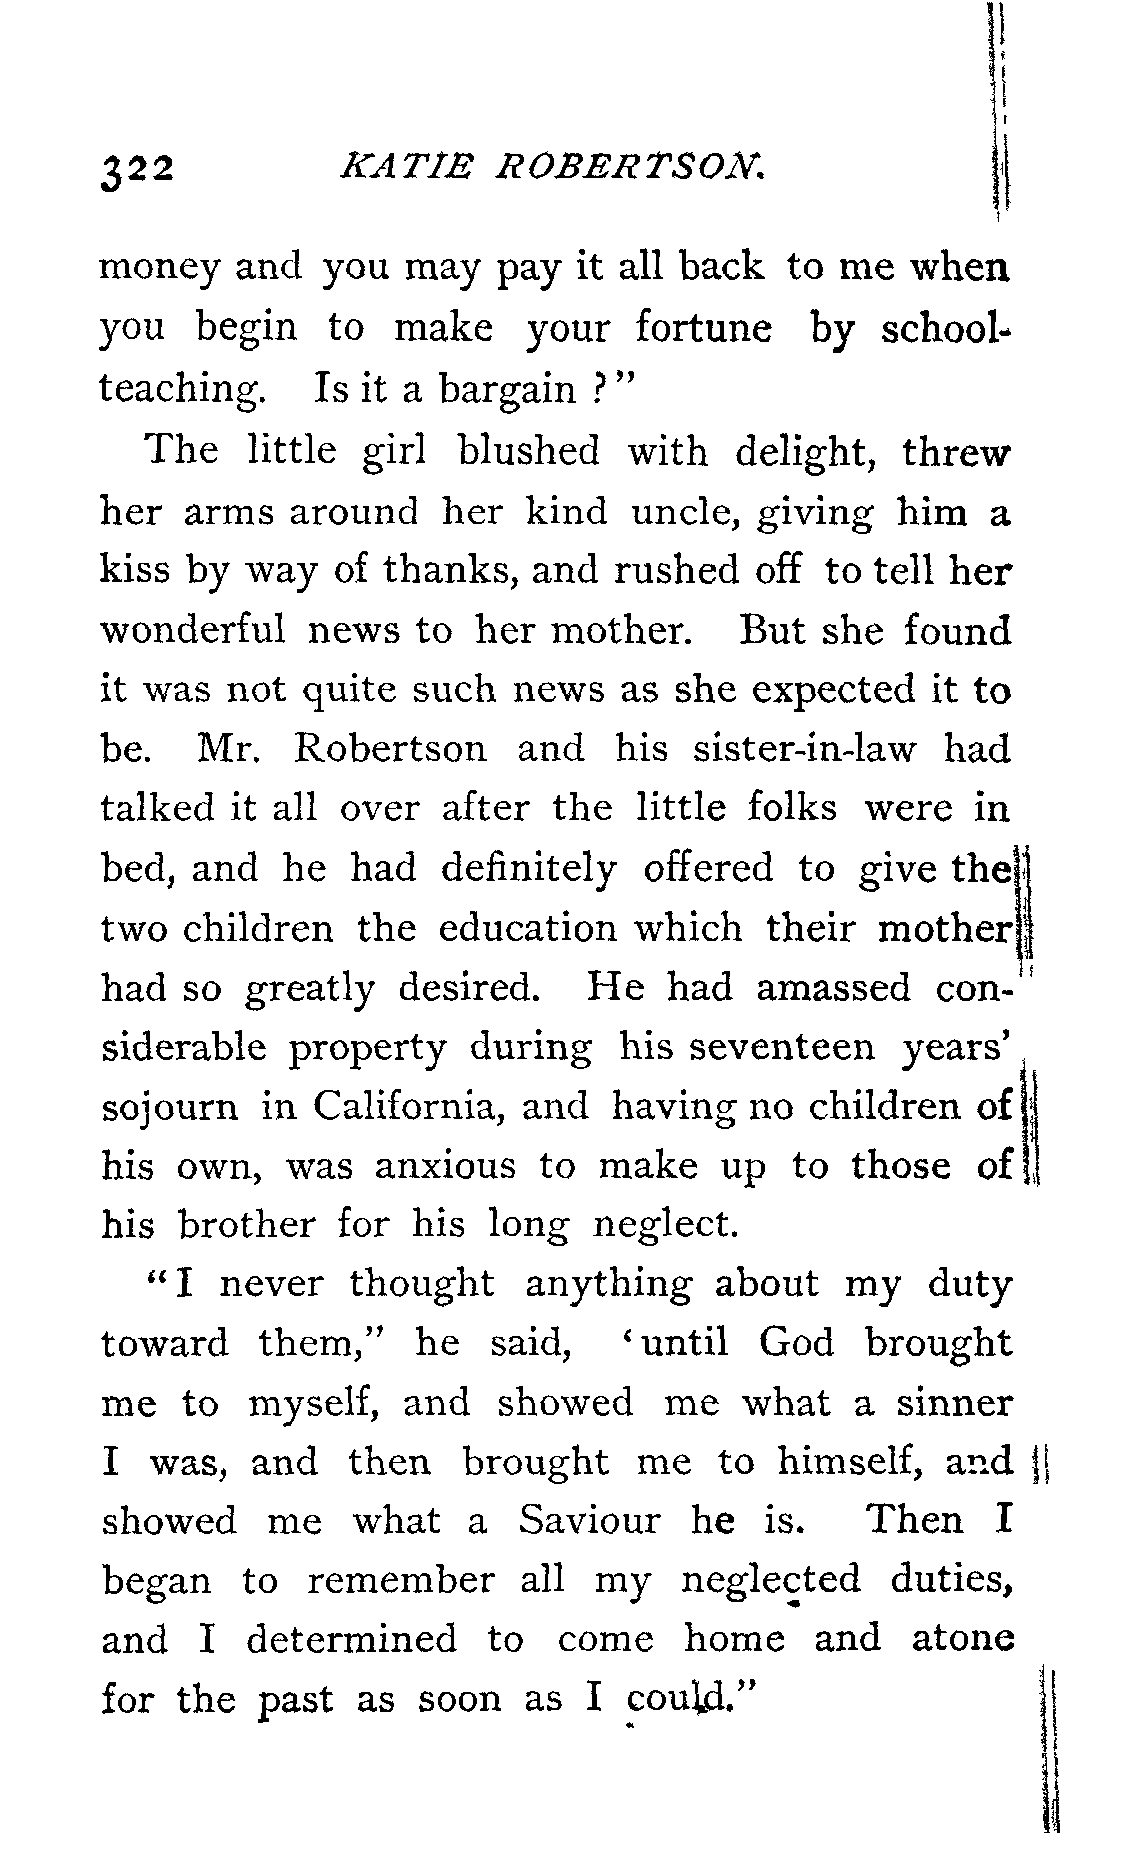 322 KATIE ROBERTSON.
money and you may pay it all back to me when
you begin to make your fortune by school-
teaching. Is it a bargain ?"
The little girl blushed with delight, threw
her arms around her kind uncle, giving him a
kiss by way of thanks, and rushed off to tell her
wonderful news to her mother. But she found
it was not quite such news as she expected it to
be. Mr. Robertson and his sister-in-law had
talked it all over after the little folks were in
bed, and he had definitely offered to give the
two children the education which their mother
had so greatly desired. He had amassed con-
siderable property during his seventeen years'
sojourn in California, and having no children of
his own, was anxious to make up to those of
his brother for his long neglect.
"I never thought anything about my duty
toward them," he said, 'until God brought
me to myself, and showed me what a sinner
I was, and then brought me to himself, and
showed me what a Saviour he is. Then I
began to remember all my neglected duties,
and I determined to come home and atone
for the past as soon as I could."